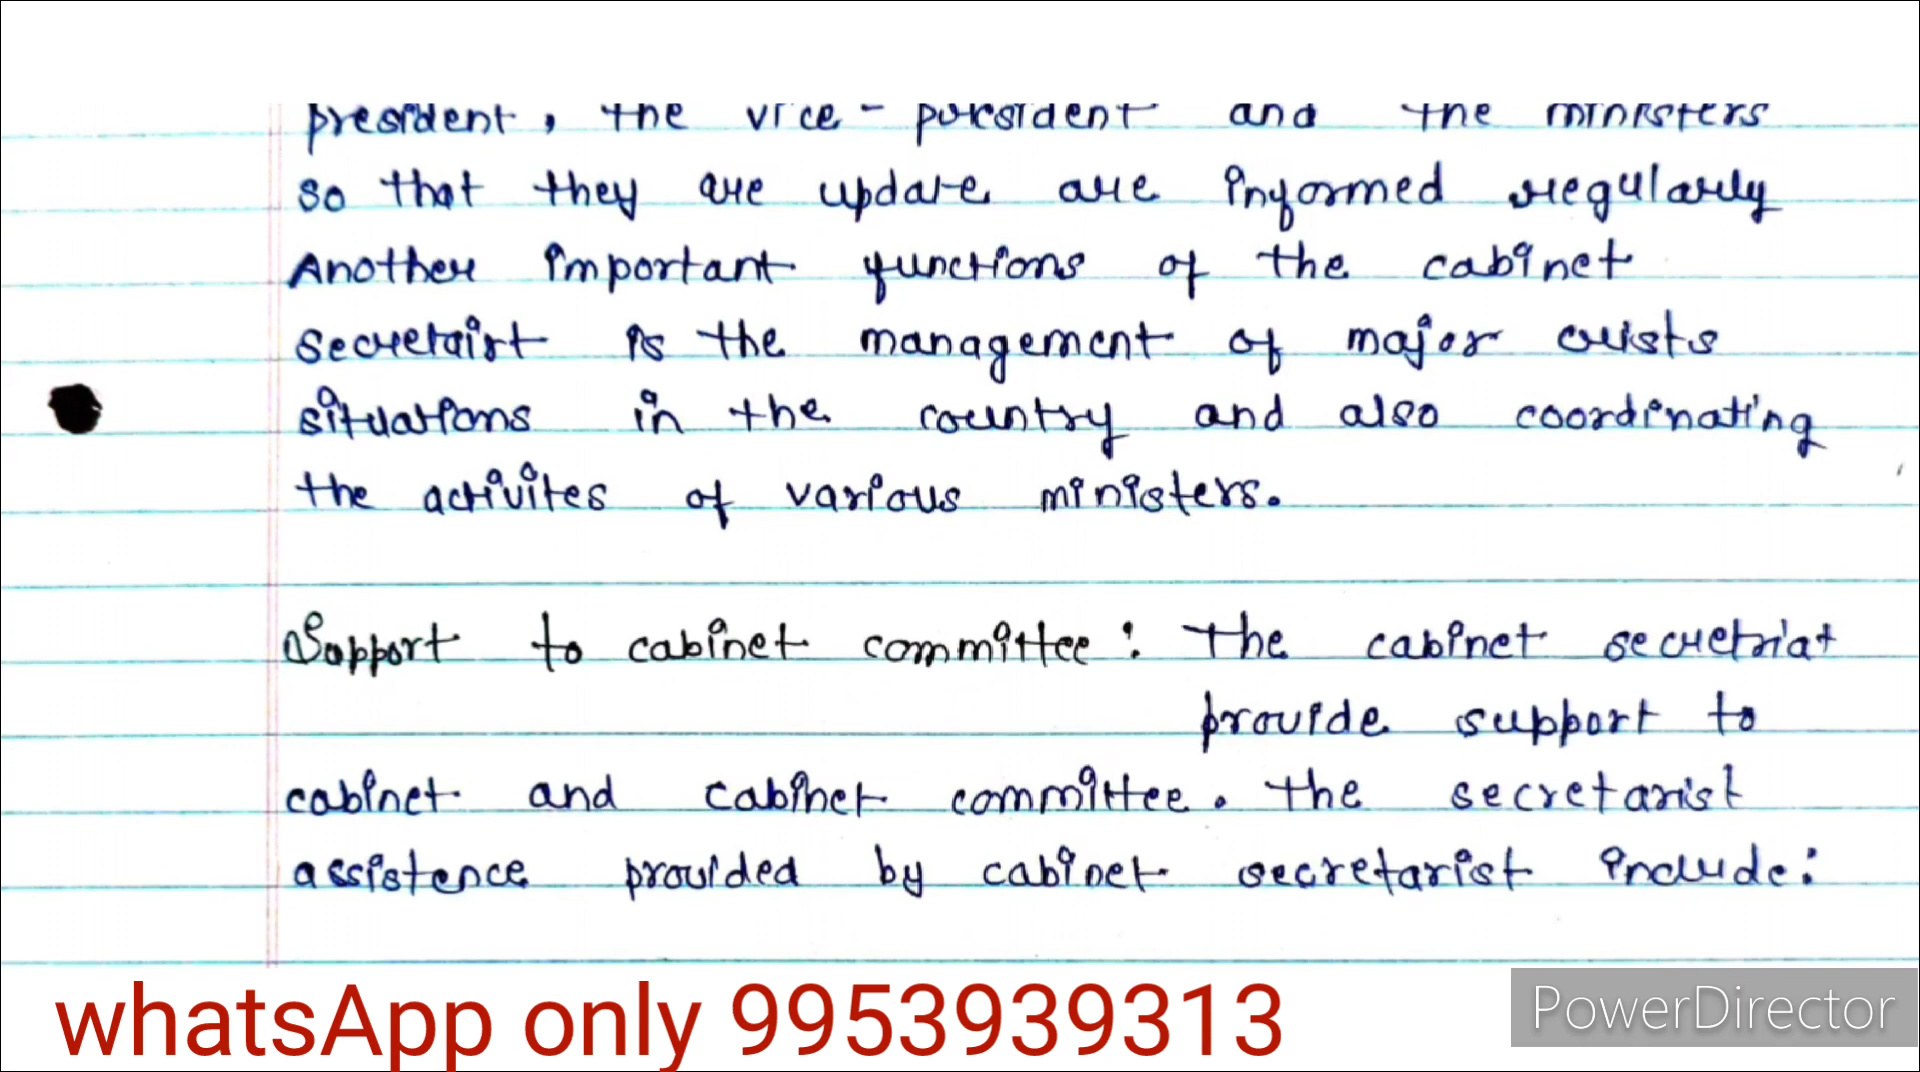 president, the vice - puresident and the ministers
so that they are update are informed regularly
Another important functions of the cabinet
secretairt is the management of major crists
situations in the country and also coordinating
the activites of various ministers.
Support to cabinet committee : The cabinet secretriat
provide support to
cabinet and cabinet committee. the secretarist
assistence provided by cabinet secretarist include:
whatsApp only 9953939313
PowerDirector